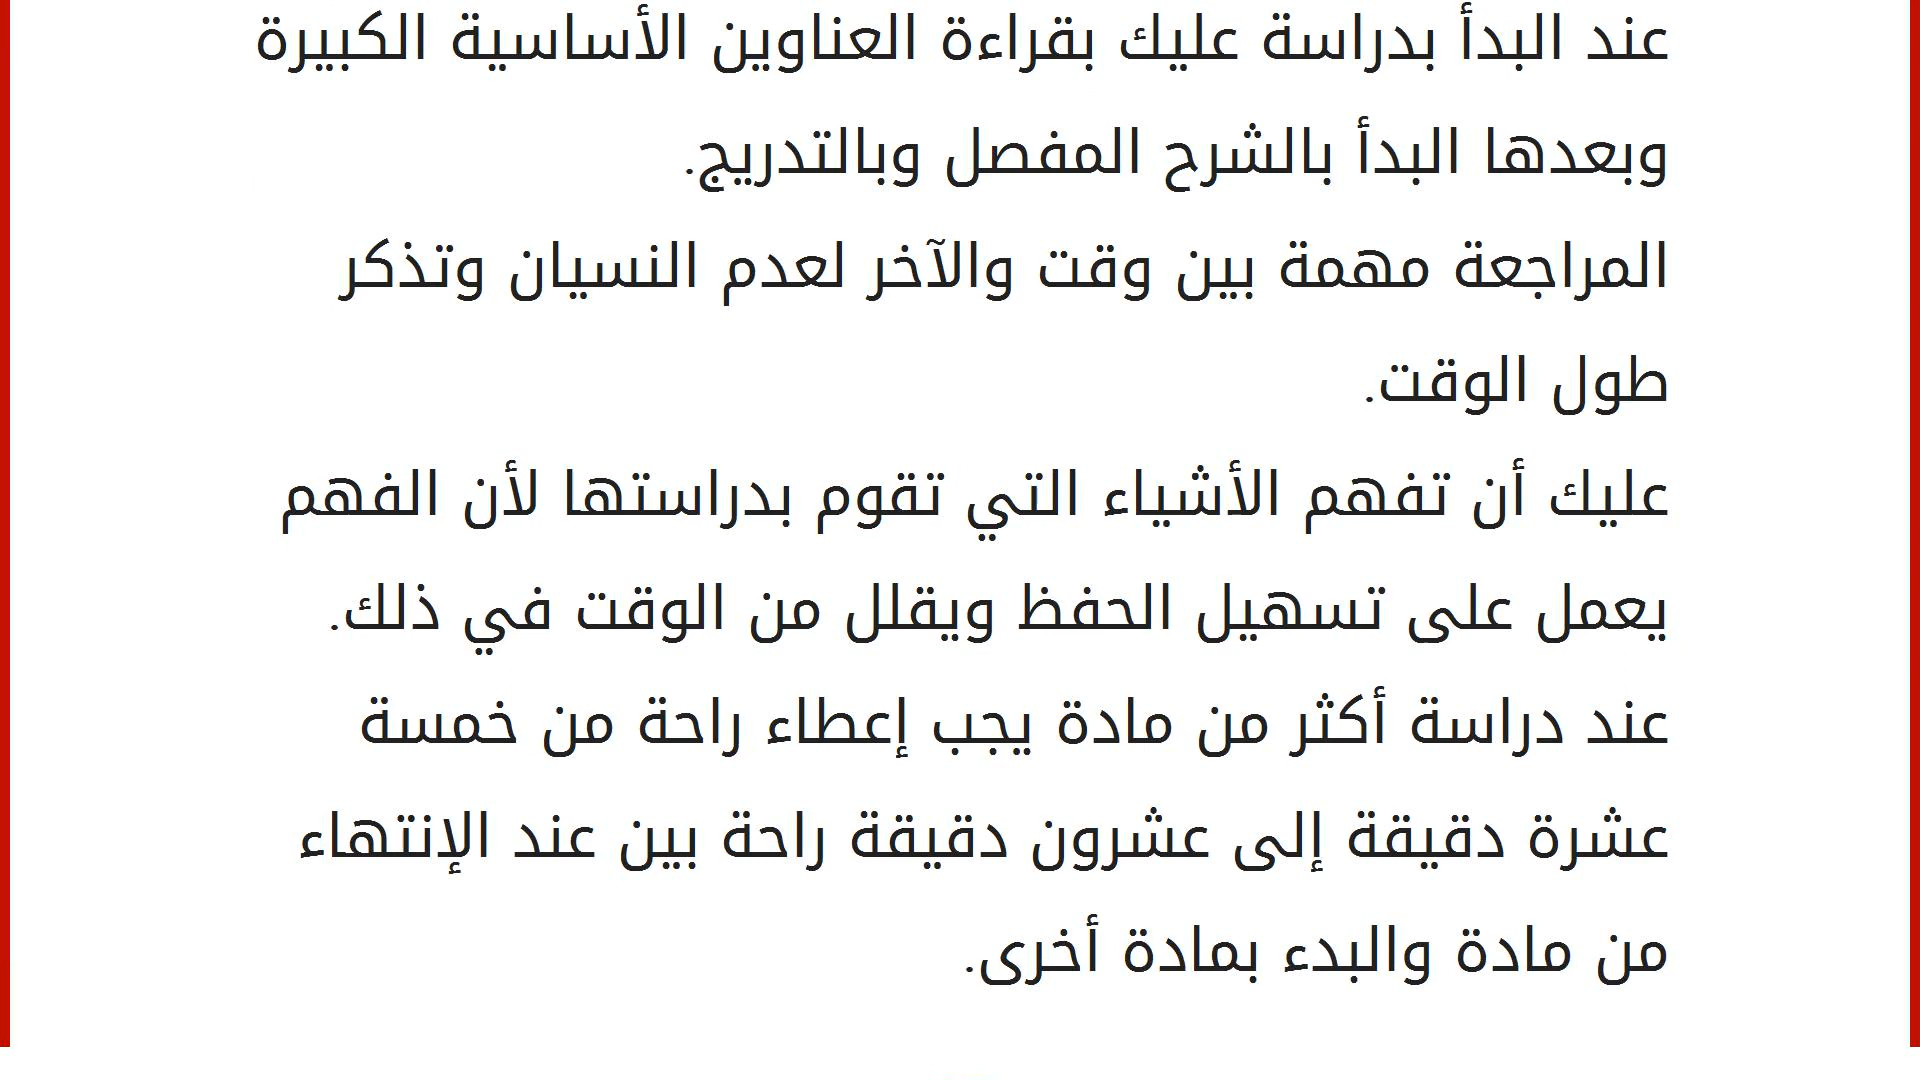 عند البدأ بدراسة عليك بقراءة العناوين الأساسية الكبيرة
وبعدها البدأ بالشرح المفصل وبالتدريج.
المراجعة مهمة بين وقت والآخر لعدم النسيان وتذكر
طول الوقت.
عليك أن تفهم الأشياء التي تقوم بدراستها لأن الفهم
يعمل على تسهيل الحفظ ويقلل من الوقت في ذلك.
عند دراسة أكثر من مادة يجب إعطاء راحة من خمسة
عشرة دقيقة إلى عشرون دقيقة راحة بين عند الإنتهاء
من مادة والبدء بمادة أخرى.